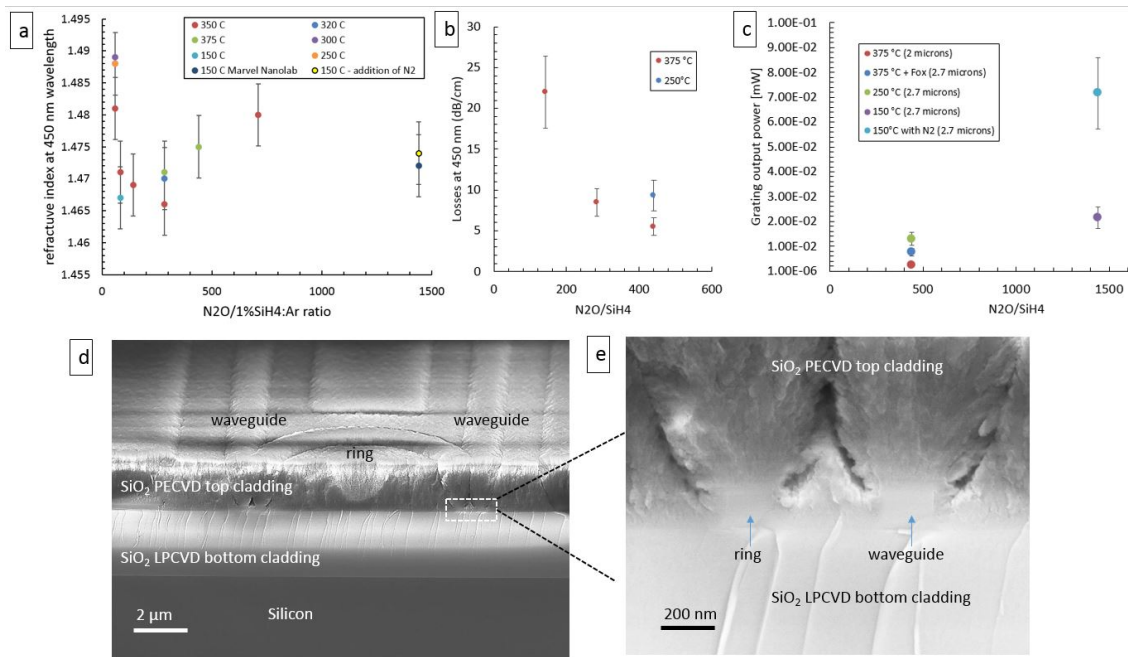 a
refractuve index at 450 nm wavelength
1.495
1.49
1.485
1.48
1.475
1.47
1.465
1.46
1.455
0
500
1000
1500
N2O/1%SiH4:Ar ratio
350 C
320 C
375 C
300 C
150 C
250 C
150 C Marvel Nanolab
150 C - addition of N2
b
Losses at 450 nm (dB/cm)
30
25
20
15
10
5
0
0
200
400
600
N2O/SiH4
375 °C
250°C
c
Grating output power [mW]
1.00E-01
9.00E-02
8.00E-02
7.00E-02
6.00E-02
5.00E-02
4.00E-02
3.00E-02
2.00E-02
1.00E-02
1.00E-06
0
500
1000
1500
N2O/SiH4
375 °C (2 microns)
375 °C + Fox (2.7 microns)
250 °C (2.7 microns)
150 °C (2.7 microns)
150°C with N2 (2.7 microns)
d
waveguide
waveguide
ring
SiO₂ PECVD top cladding
SiO₂ LPCVD bottom cladding
Silicon
2 µm
e
SiO₂ PECVD top cladding
ring
waveguide
SiO₂ LPCVD bottom cladding
200 nm